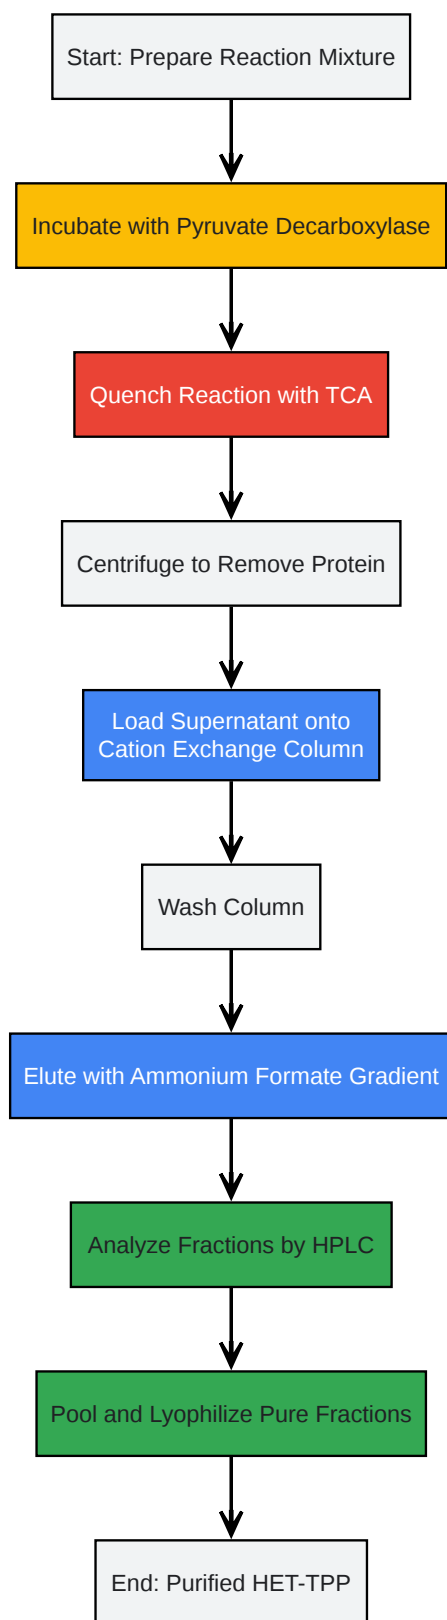 Start: Prepare Reaction Mixture
Incubate with Pyruvate Decarboxylase
Quench Reaction with TCA
Centrifuge to Remove Protein
Load Supernatant onto
Cation Exchange Column
Wash Column
Elute with Ammonium Formate Gradient
Analyze Fractions by HPLC
Pool and Lyophilize Pure Fractions
End: Purified HET-TPP